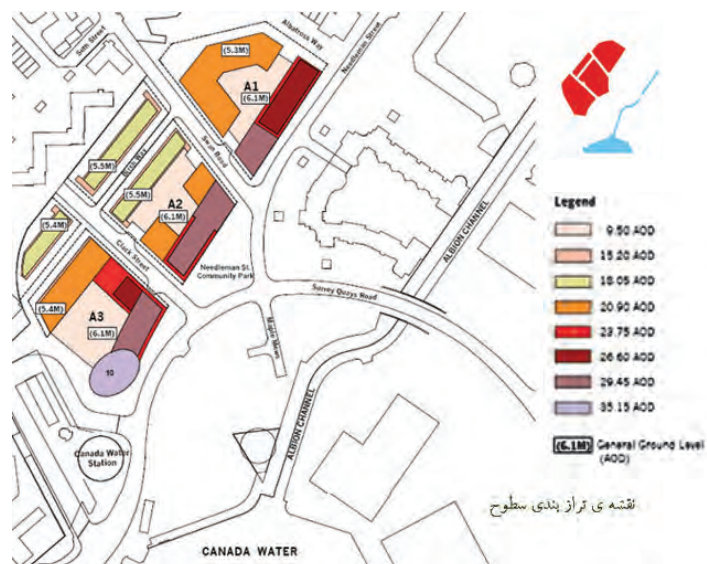 Albatross Way
Needleman Street
(5.3M)
A1
(6.1M)
Swan Road
(5.5M)
(5.5M)
A2
(6.1M)
(5.4M)
Clack Street
Needleman St.
Community Park
(5.4M)
A3
(6.1M)
10
Surrey Quays Road
ALBION CHANNEL
ALBION CHANNEL
Canada Water
Station
CANADA WATER
Legend
9.50 AOD
15.20 AOD
18.05 AOD
20.90 AOD
23.75 AOD
26.60 AOD
29.45 AOD
35.15 AOD
(6.1M) General Ground Level
(AOD)
نقشه ی تراز بندی سطوح